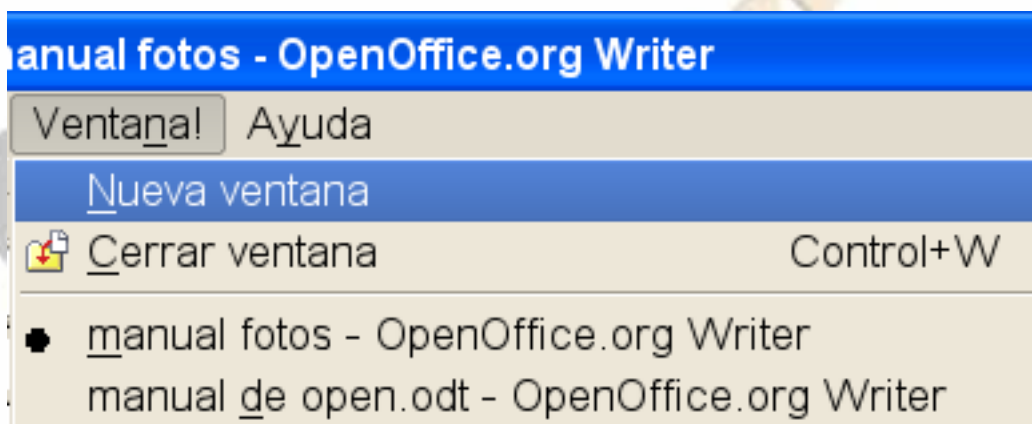 anual fotos - OpenOffice.org Writer
Ventana! Ayuda
Nueva ventana
Cerrar ventana Control+W
manual fotos - OpenOffice.org Writer
manual de open.odt - OpenOffice.org Writer